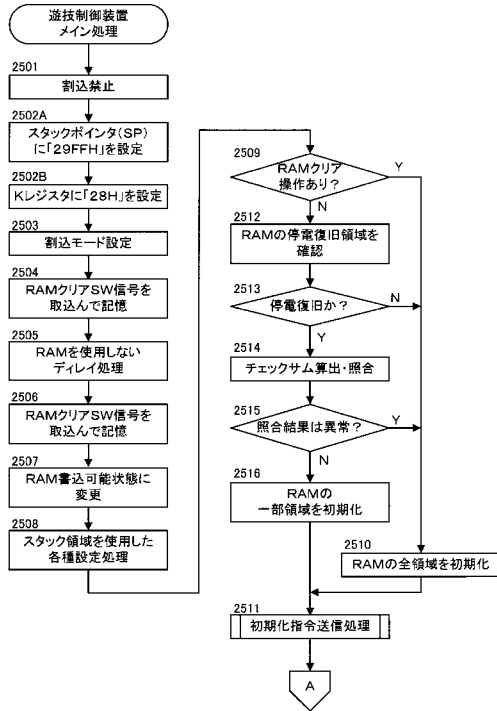 遊技制御装置
メイン処理
2501
割込禁止
2502A
スタックポインタ(SP)
に「29FFH」を設定
2502B
Kレジスタに「28H」を設定
2503
割込モード設定
2504
RAMクリアSW信号を
取込んで記憶
2505
RAMを使用しない
ディレイ処理
2506
RAMクリアSW信号を
取込んで記憶
2507
RAM書込可能状態に
変更
2508
スタック領域を使用した
各種設定処理
2509
RAMクリア
操作あり?
Y
N
2512
RAMの停電復旧領域を
確認
2513
停電復旧か?
N
Y
2514
チェックサム算出・照合
2515
照合結果は異常?
Y
N
2516
RAMの
一部領域を初期化
2510
RAMの全領域を初期化
2511
初期化指令送信処理
A